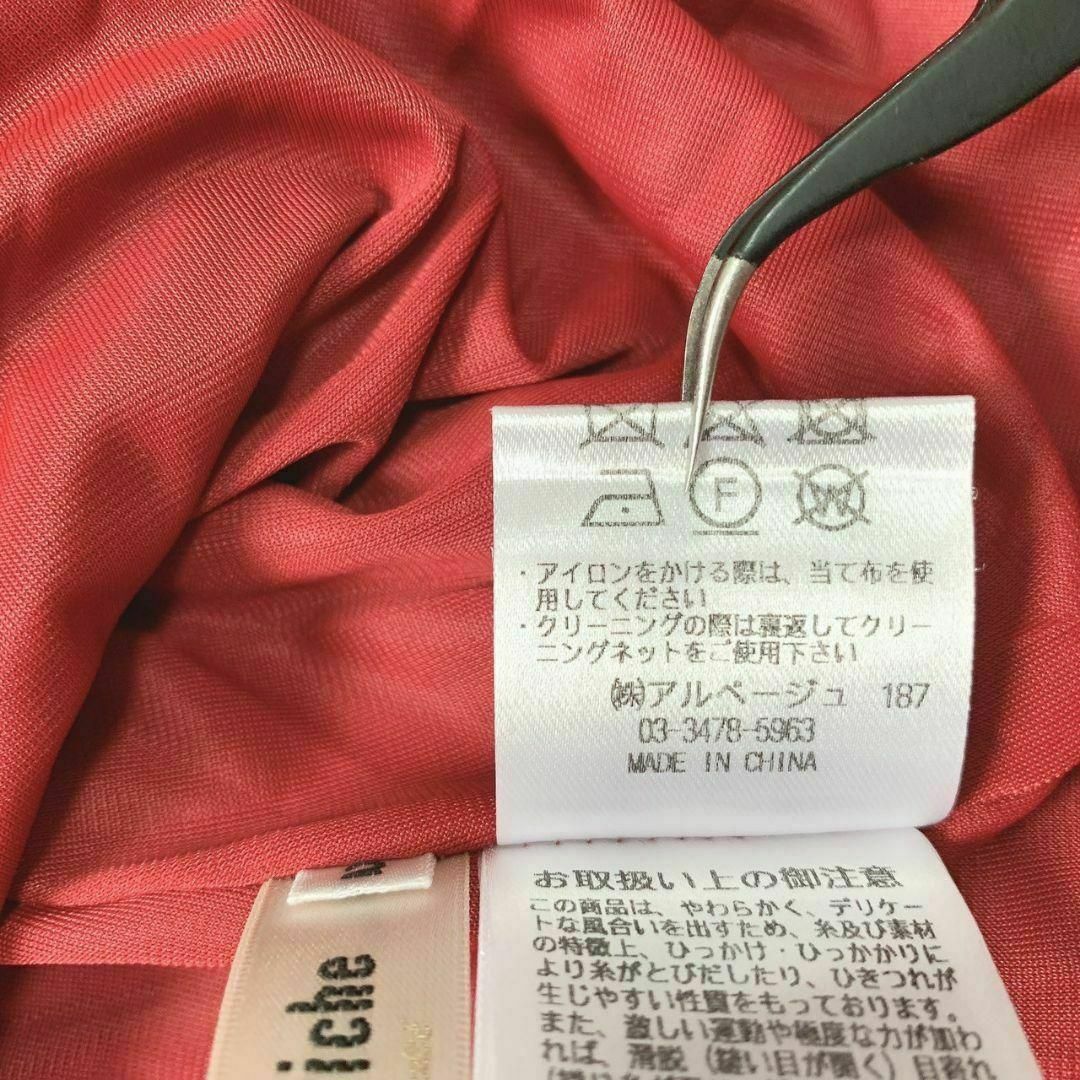 F
W
・アイロンをかける際は、当て布を使
用してください
・クリーニングの際は寝返してクリー
ニングネットをご使用下さい
㈱アルページュ 187
03-3478-5963
MADE IN CHINA
お取扱い上の御注意
この商品は、やわらかく、デリケー
トな風合いを出すため、糸及び素材
の特徴上、ひっかけ・ひっかかりに
より糸がとびだしたり、ひきつれが
生じやすい性質をもっております。
また、激しい運動や極度な力が加わ
れば、滑脱(縫い目が開く)目寄れ
iche